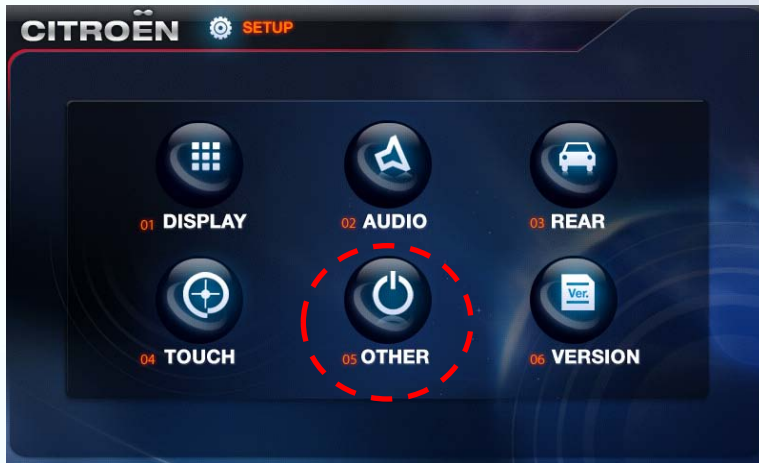 CITROËN SETUP
01 DISPLAY 02 AUDIO 03 REAR
Ver.
04 TOUCH 05 OTHER 06 VERSION